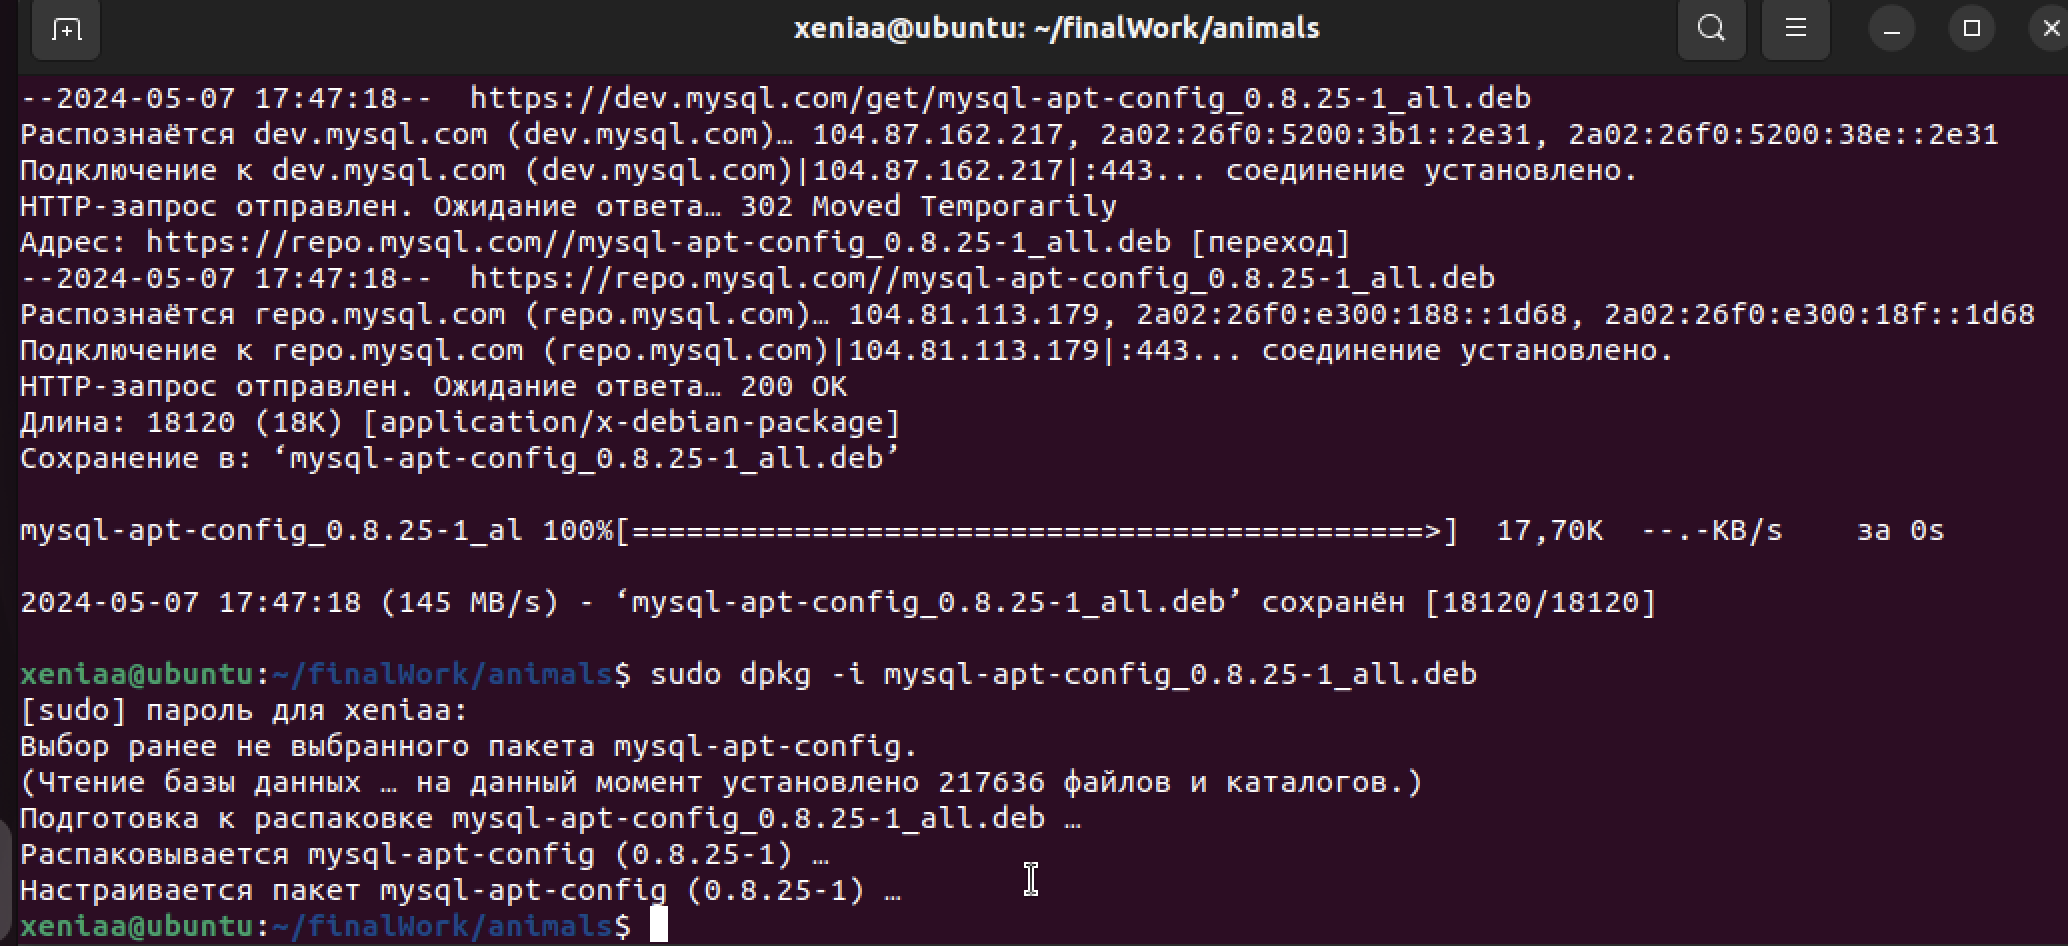 xeniaa@ubuntu: ~/finalWork/animals
--2024-05-07 17:47:18--  https://dev.mysql.com/get/mysql-apt-config_0.8.25-1_all.deb
Распознаётся dev.mysql.com (dev.mysql.com)… 104.87.162.217, 2a02:26f0:5200:3b1::2e31, 2a02:26f0:5200:38e::2e31
Подключение к dev.mysql.com (dev.mysql.com)|104.87.162.217|:443... соединение установлено.
HTTP-запрос отправлен. Ожидание ответа… 302 Moved Temporarily
Адрес: https://repo.mysql.com//mysql-apt-config_0.8.25-1_all.deb [переход]
--2024-05-07 17:47:18--  https://repo.mysql.com//mysql-apt-config_0.8.25-1_all.deb
Распознаётся repo.mysql.com (repo.mysql.com)… 104.81.113.179, 2a02:26f0:e300:188::1d68, 2a02:26f0:e300:18f::1d68
Подключение к repo.mysql.com (repo.mysql.com)|104.81.113.179|:443... соединение установлено.
HTTP-запрос отправлен. Ожидание ответа… 200 OK
Длина: 18120 (18K) [application/x-debian-package]
Сохранение в: ‘mysql-apt-config_0.8.25-1_all.deb’
mysql-apt-config_0.8.25-1_al 100%[============================================>]  17,70K  --.-KB/s    за 0s
2024-05-07 17:47:18 (145 MB/s) - ‘mysql-apt-config_0.8.25-1_all.deb’ сохранён [18120/18120]
xeniaa@ubuntu:~/finalWork/animals$ sudo dpkg -i mysql-apt-config_0.8.25-1_all.deb
[sudo] пароль для xeniaa:
Выбор ранее не выбранного пакета mysql-apt-config.
(Чтение базы данных … на данный момент установлено 217636 файлов и каталогов.)
Подготовка к распаковке mysql-apt-config_0.8.25-1_all.deb …
Распаковывается mysql-apt-config (0.8.25-1) …
Настраивается пакет mysql-apt-config (0.8.25-1) …
xeniaa@ubuntu:~/finalWork/animals$